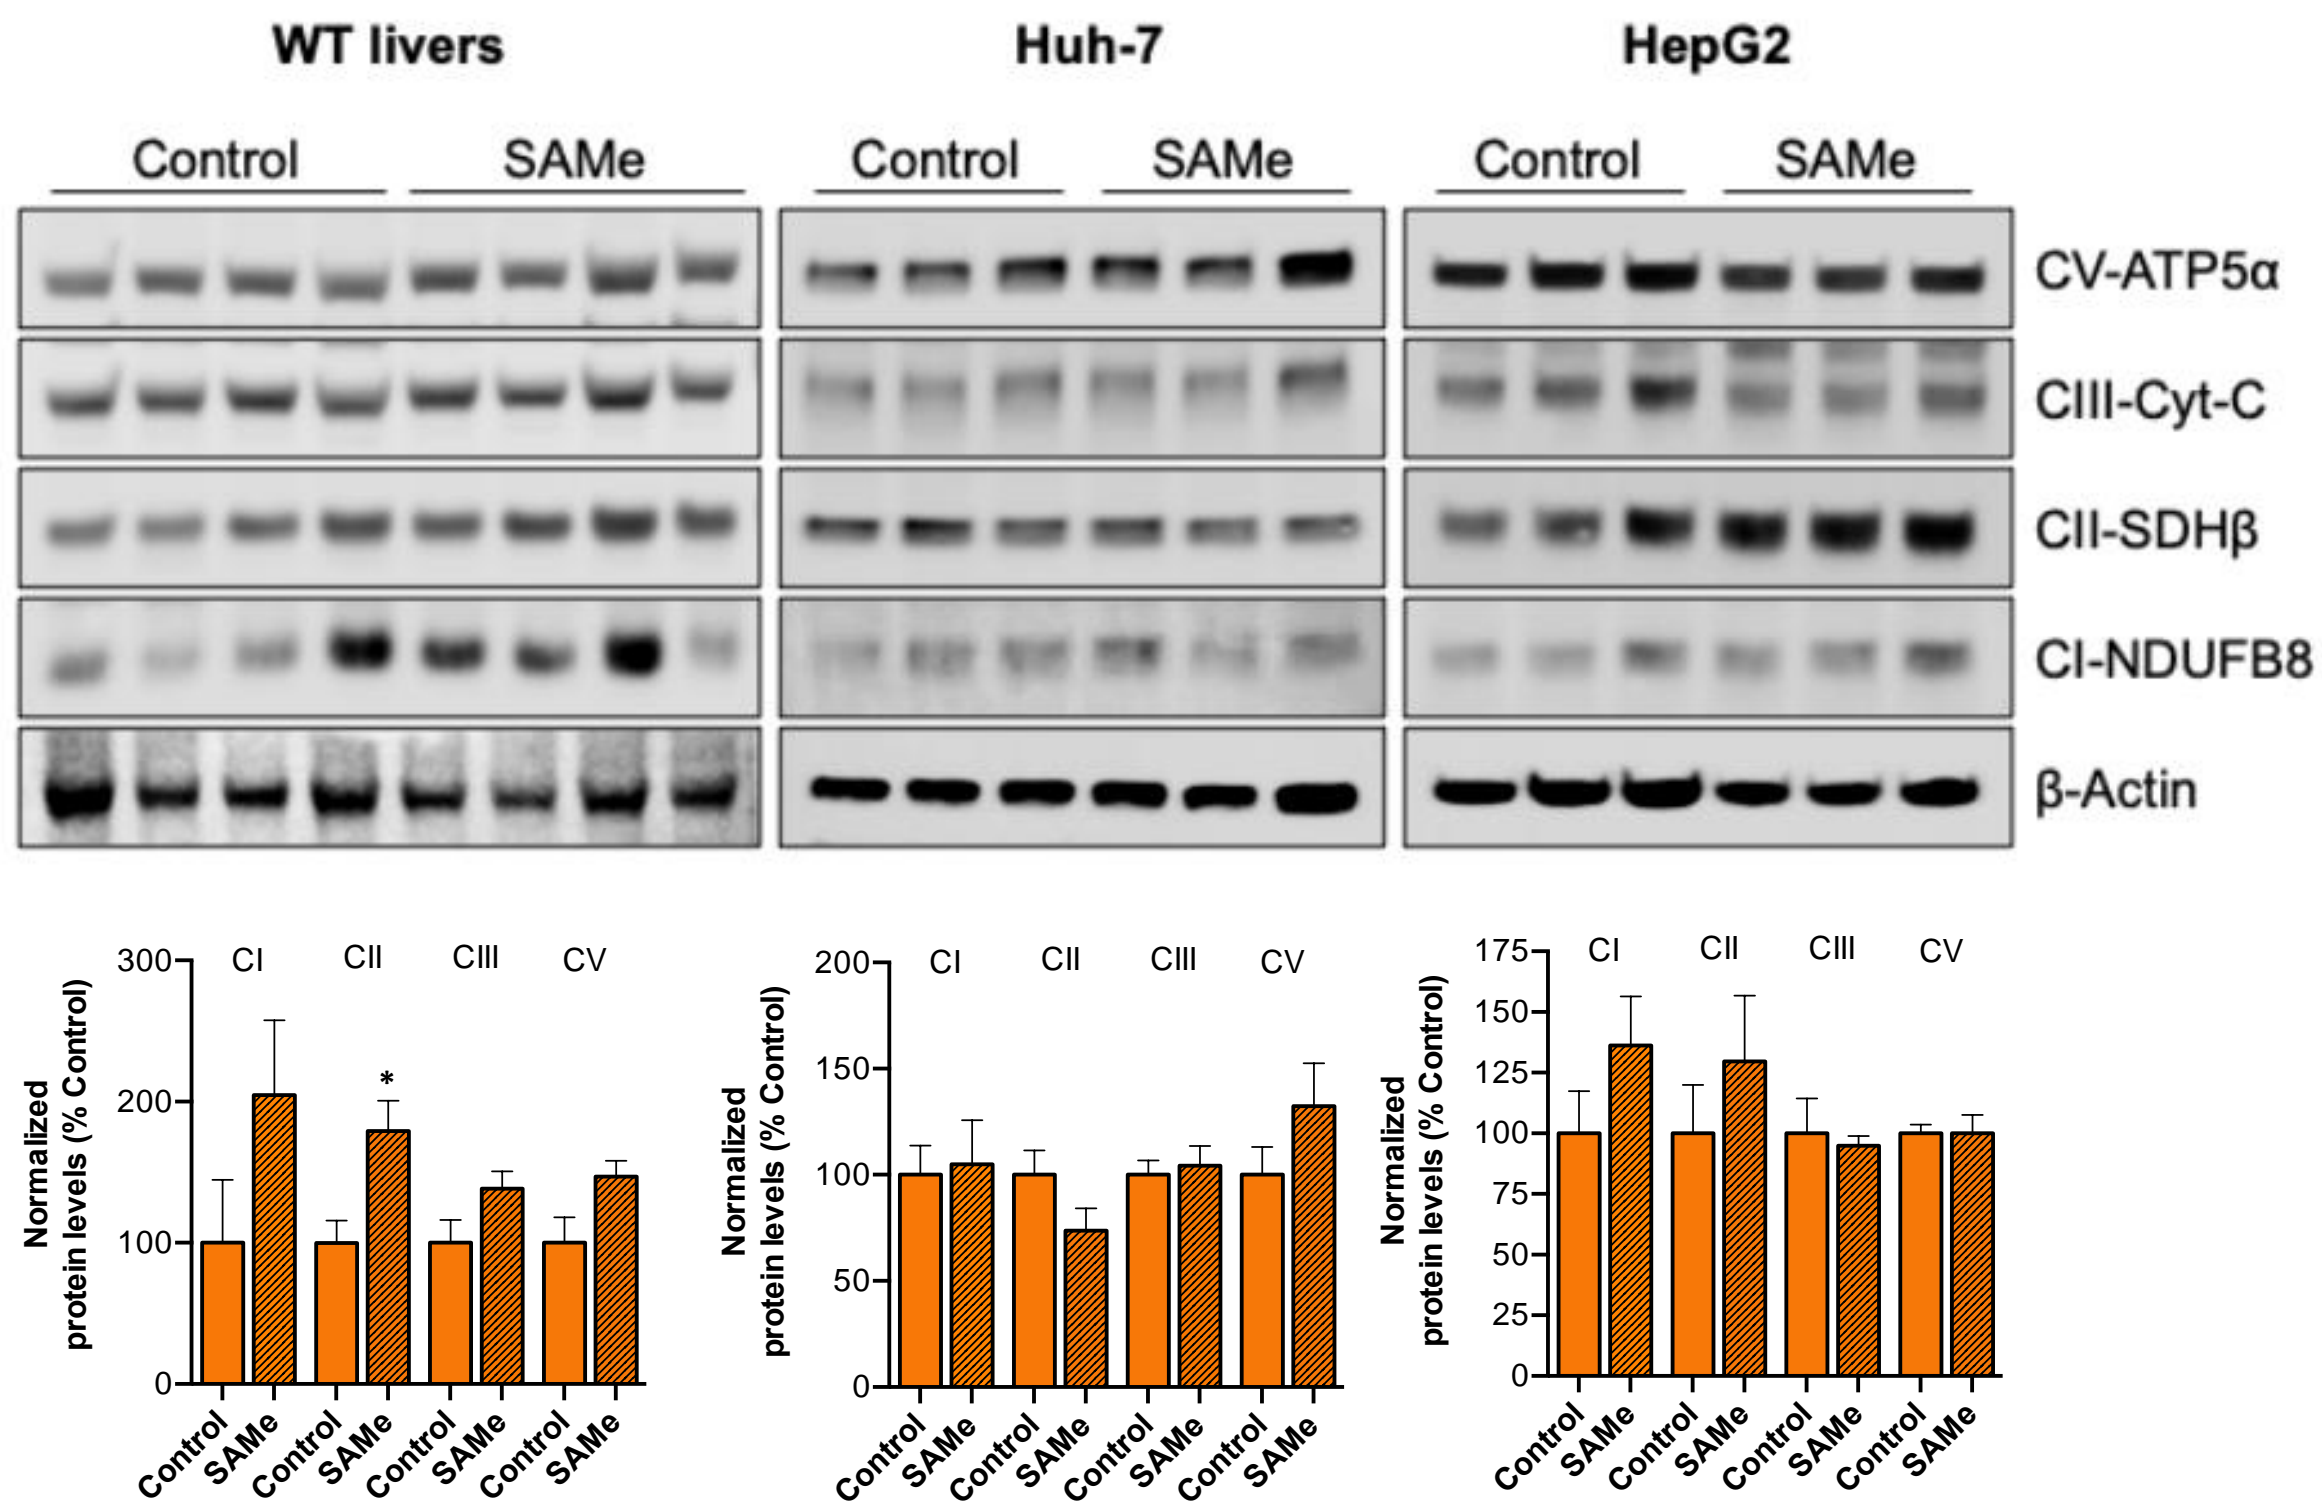 WT livers
Huh-7
HepG2
Control SAMe
Control SAMe
Control SAMe
CV-ATP5α
CIII-Cyt-C
CII-SDHβ
CI-NDUFB8
β-Actin
Normalized
protein levels (% Control)
300
200
100
0
CI CII CIII CV
*
Control SAMe Control SAMe Control SAMe Control SAMe
Normalized
protein levels (% Control)
200
150
100
50
0
CI CII CIII CV
Control SAMe Control SAMe Control SAMe Control SAMe
Normalized
protein levels (% Control)
175
150
125
100
75
50
25
0
CI CII CIII CV
Control SAMe Control SAMe Control SAMe Control SAMe